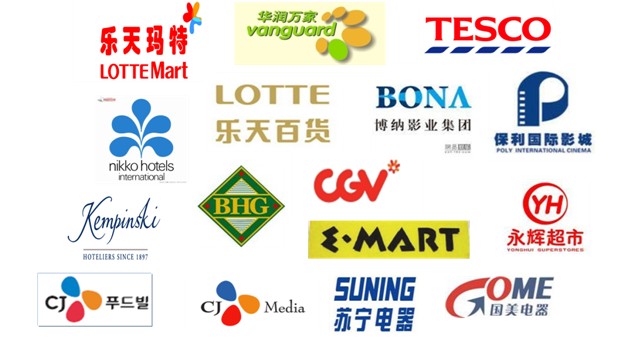 乐天玛特
LOTTE Mart
华润万家
vanguard
TESCO
nikko hotels
international
LOTTE
乐天百货
BONA
博纳影业集团
保利国际影城
POLY INTERNATIONAL CINEMA
Kempinski
HOTELIERS SINCE 1897
BHG
CGV
E·MART
YH
永辉超市
YONGHUI SUPERSTORES
CJ 푸드빌
CJ Media
SUNING
苏宁电器
GOME
国美电器